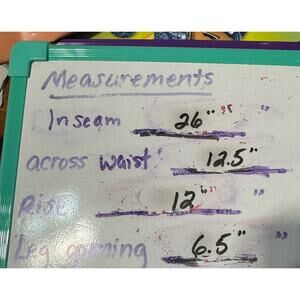 Measurements
Inseam 26" "
across waist 12.5"
Rise 12" "
Leg opening 6.5" "